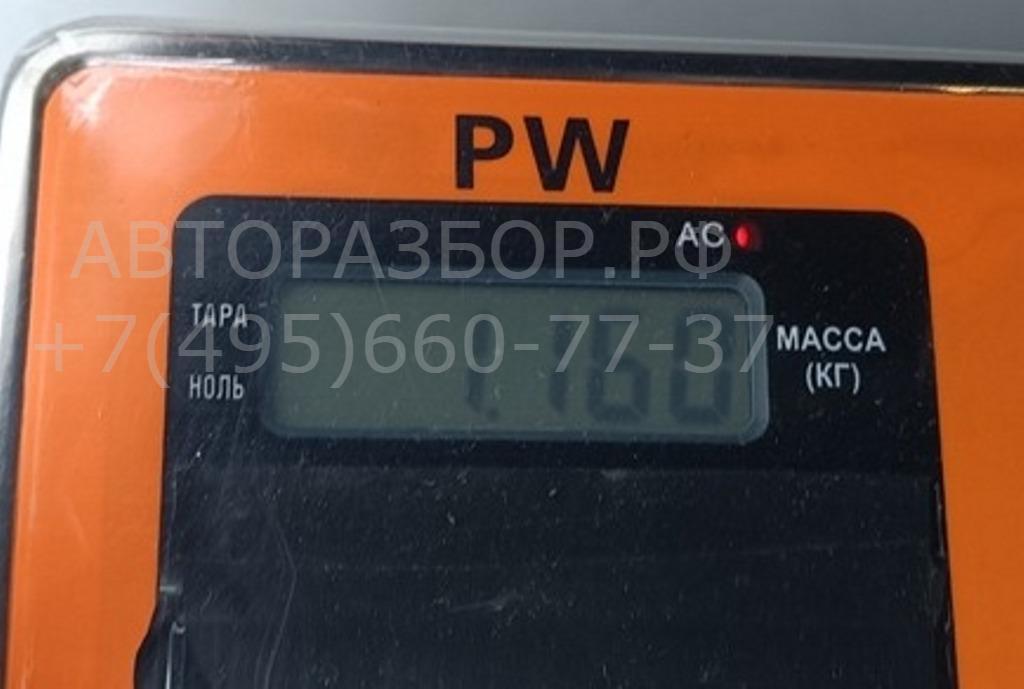 PW
AC
АВТОРАЗБОР.РФ
ТАРА
+7(495)660-77-37
1.160
МАССА
(КГ)
НОЛЬ